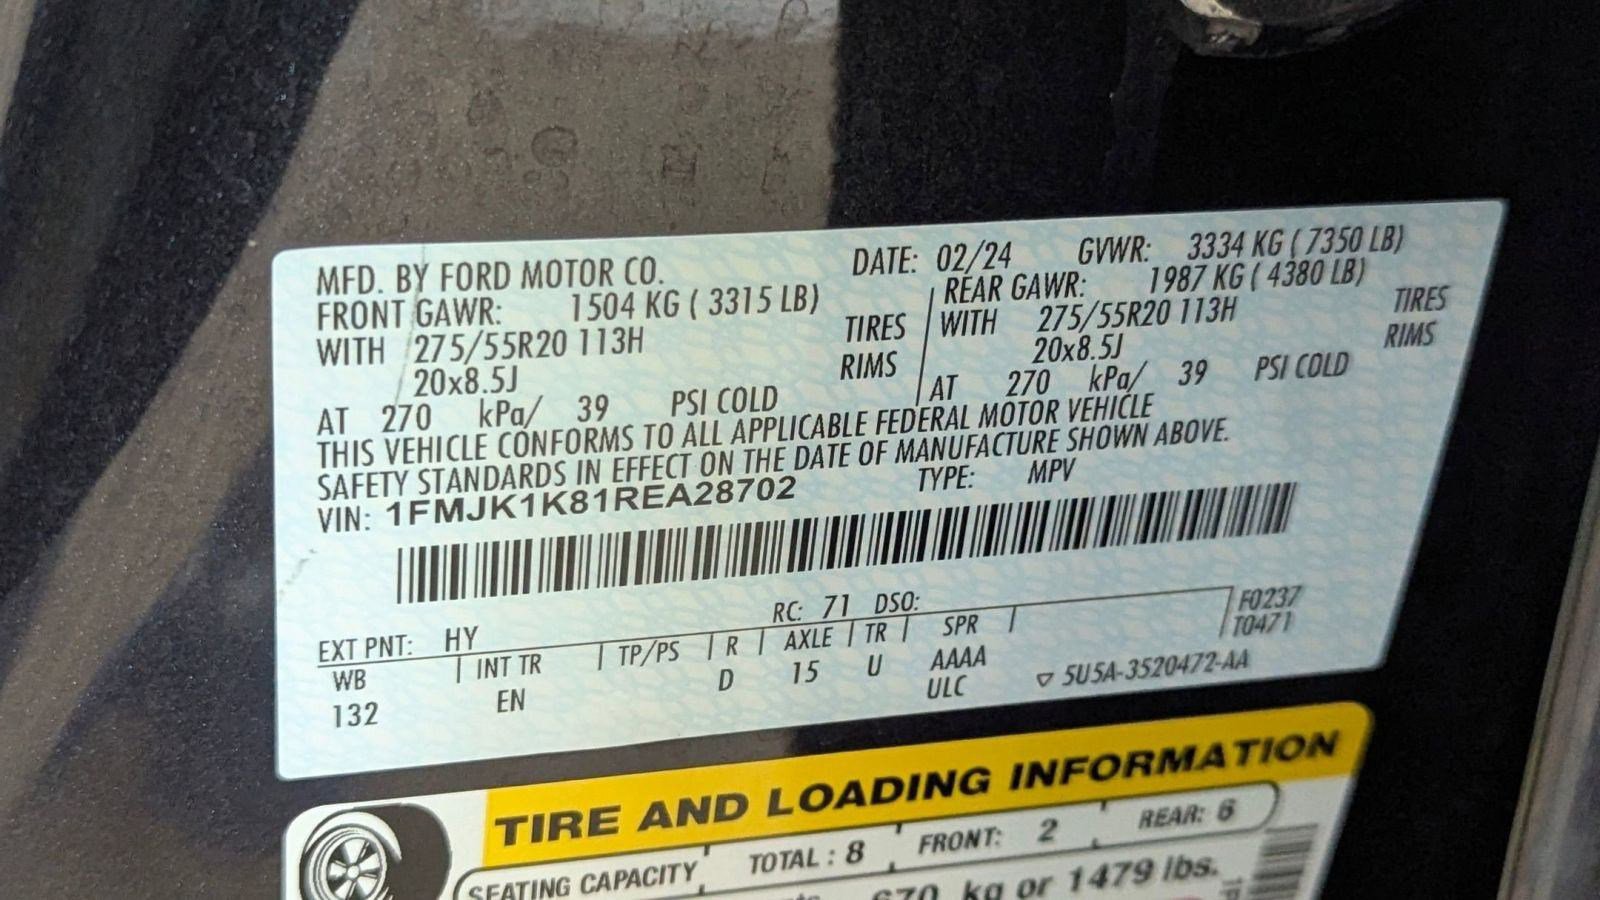 MFD. BY FORD MOTOR CO. DATE: 02/24 GVWR: 3334 KG ( 7350 LB)
FRONT GAWR: 1504 KG ( 3315 LB) REAR GAWR: 1987 KG ( 4380 LB)
WITH 275/55R20 113H TIRES WITH 275/55R20 113H TIRES
20x8.5J RIMS 20x8.5J RIMS
AT 270 kPa/ 39 PSI COLD AT 270 kPa/ 39 PSI COLD
THIS VEHICLE CONFORMS TO ALL APPLICABLE FEDERAL MOTOR VEHICLE
SAFETY STANDARDS IN EFFECT ON THE DATE OF MANUFACTURE SHOWN ABOVE.
VIN: 1FMJK1K81REA28702 TYPE: MPV
EXT PNT: HY RC: 71 DSO: F0237
WB INT TR TP/PS R AXLE TR SPR T0471
132 EN D 15 U AAAA
ULC ▽ 5U5A-3520472-AA
TIRE AND LOADING INFORMATION
SEATING CAPACITY TOTAL : 8 FRONT: 2 REAR: 6
670 kg or 1479 lbs.